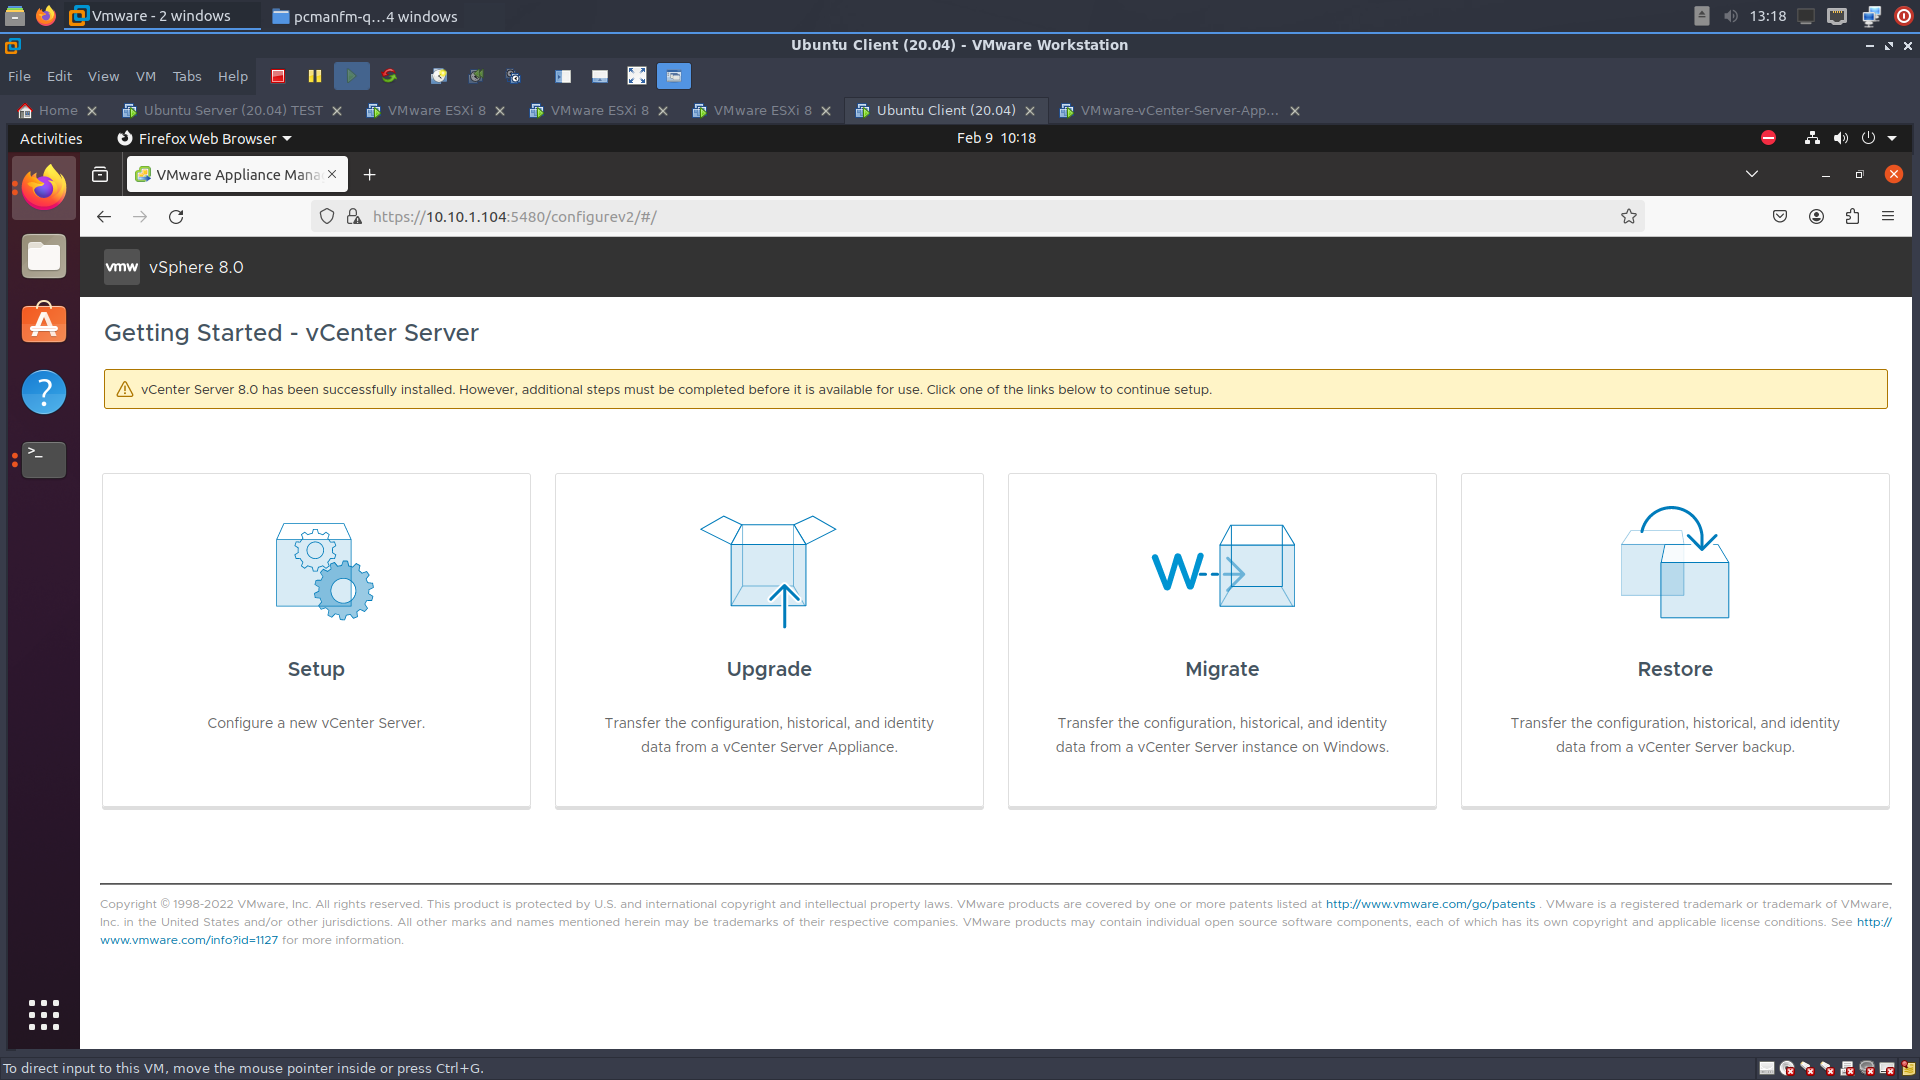 Vmware - 2 windows
pcmanfm-q...4 windows
13:18
Ubuntu Client (20.04) - VMware Workstation
File Edit View VM Tabs Help
Home
Ubuntu Server (20.04) TEST
VMware ESXi 8
VMware ESXi 8
VMware ESXi 8
Ubuntu Client (20.04)
VMware-vCenter-Server-App...
Activities
Firefox Web Browser
Feb 9 10:18
VMware Appliance Mana
https://10.10.1.104:5480/configurev2/#/
vmw vSphere 8.0
Getting Started - vCenter Server
vCenter Server 8.0 has been successfully installed. However, additional steps must be completed before it is available for use. Click one of the links below to continue setup.
Setup
Configure a new vCenter Server.
Upgrade
Transfer the configuration, historical, and identity
data from a vCenter Server Appliance.
W
Migrate
Transfer the configuration, historical, and identity
data from a vCenter Server instance on Windows.
Restore
Transfer the configuration, historical, and identity
data from a vCenter Server backup.
Copyright © 1998-2022 VMware, Inc. All rights reserved. This product is protected by U.S. and international copyright and intellectual property laws. VMware products are covered by one or more patents listed at http://www.vmware.com/go/patents . VMware is a registered trademark or trademark of VMware,
Inc. in the United States and/or other jurisdictions. All other marks and names mentioned herein may be trademarks of their respective companies. VMware products may contain individual open source software components, each of which has its own copyright and applicable license conditions. See http://
www.vmware.com/info?id=1127 for more information.
To direct input to this VM, move the mouse pointer inside or press Ctrl+G.